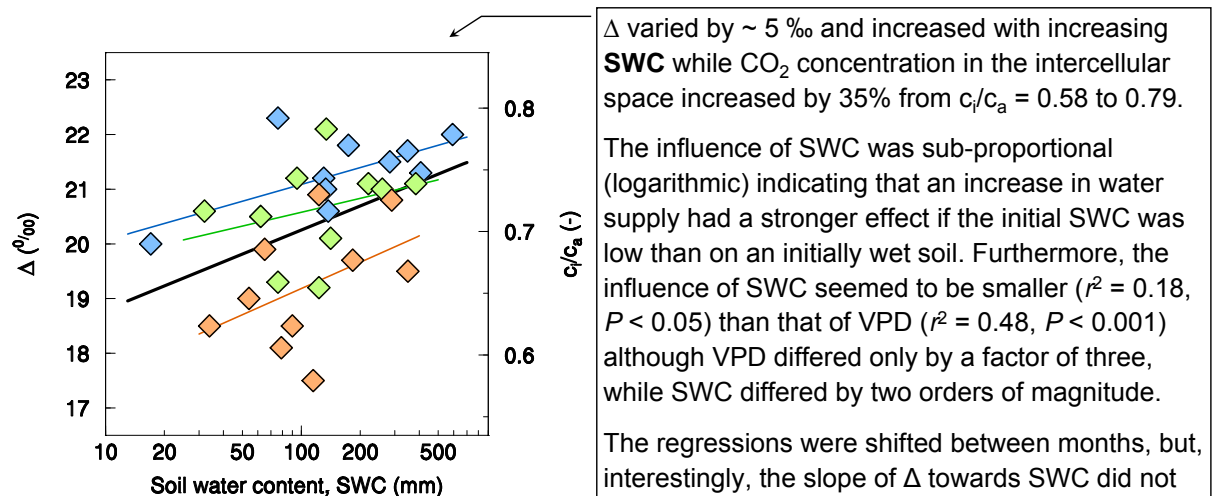 Δ varied by ~ 5 ‰ and increased with increasing
SWC while CO₂ concentration in the intercellular
space increased by 35% from cᵢ/cₐ = 0.58 to 0.79.
The influence of SWC was sub-proportional
(logarithmic) indicating that an increase in water
supply had a stronger effect if the initial SWC was
low than on an initially wet soil. Furthermore, the
influence of SWC seemed to be smaller (r² = 0.18,
P < 0.05) than that of VPD (r² = 0.48, P < 0.001)
although VPD differed only by a factor of three,
while SWC differed by two orders of magnitude.
The regressions were shifted between months, but,
interestingly, the slope of Δ towards SWC did not
23
22
21
20
19
18
17
Δ (⁰/₀₀)
0.8
0.7
0.6
cᵢ/cₐ (-)
10 20 50 100 200 500
Soil water content, SWC (mm)